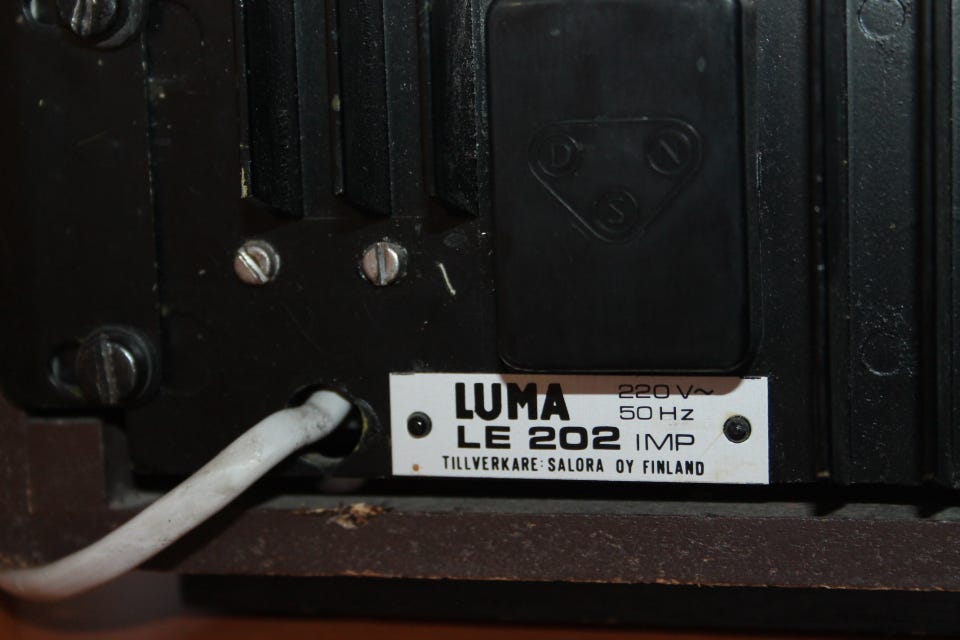 D N
S
LUMA 220 V~
50 Hz
LE 202 IMP
TILLVERKARE: SALORA OY FINLAND